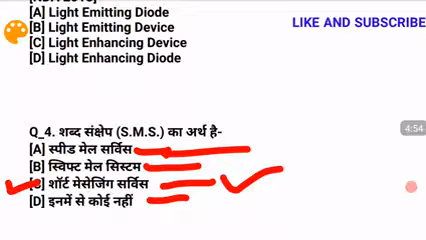 [A] Light Emitting Diode
LIKE AND SUBSCRIBE
[B] Light Emitting Device
[C] Light Enhancing Device
[D] Light Enhancing Diode
4:54
Q_4. शब्द संक्षेप (S.M.S.) का अर्थ है-
[A] स्पीड मेल सर्विस
[B] स्विफ्ट मेल सिस्टम
[C] शॉर्ट मेसेजिंग सर्विस
[D] इनमें से कोई नहीं